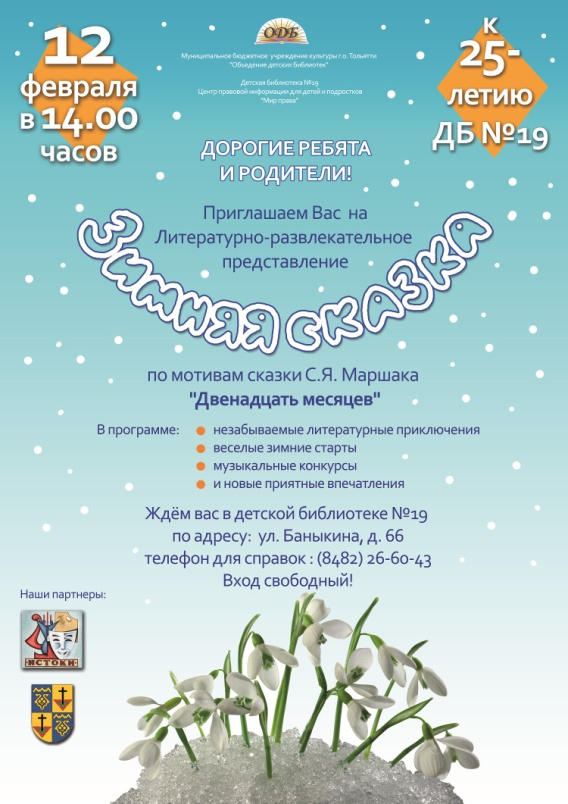 12
февраля
в 14.00
часов
ОДБ
Муниципальное бюджетное учреждение культуры г.о. Тольятти
"Объедение детских библиотек"
Детская библиотека №19
Центр правовой информации для детей и подростков
"Мир права"
к
25-
летию
ДБ №19
ДОРОГИЕ РЕБЯТА
И РОДИТЕЛИ!
Приглашаем Вас на
Литературно-развлекательное
представление
ЗИМНЯЯ СКАЗКА
по мотивам сказки С.Я. Маршака
"Двенадцать месяцев"
В программе:
незабываемые литературные приключения
веселые зимние старты
музыкальные конкурсы
и новые приятные впечатления
Ждём вас в детской библиотеке №19
по адресу: ул. Баныкина, д. 66
телефон для справок : (8482) 26-60-43
Вход свободный!
Наши партнеры:
ИСТОКИ